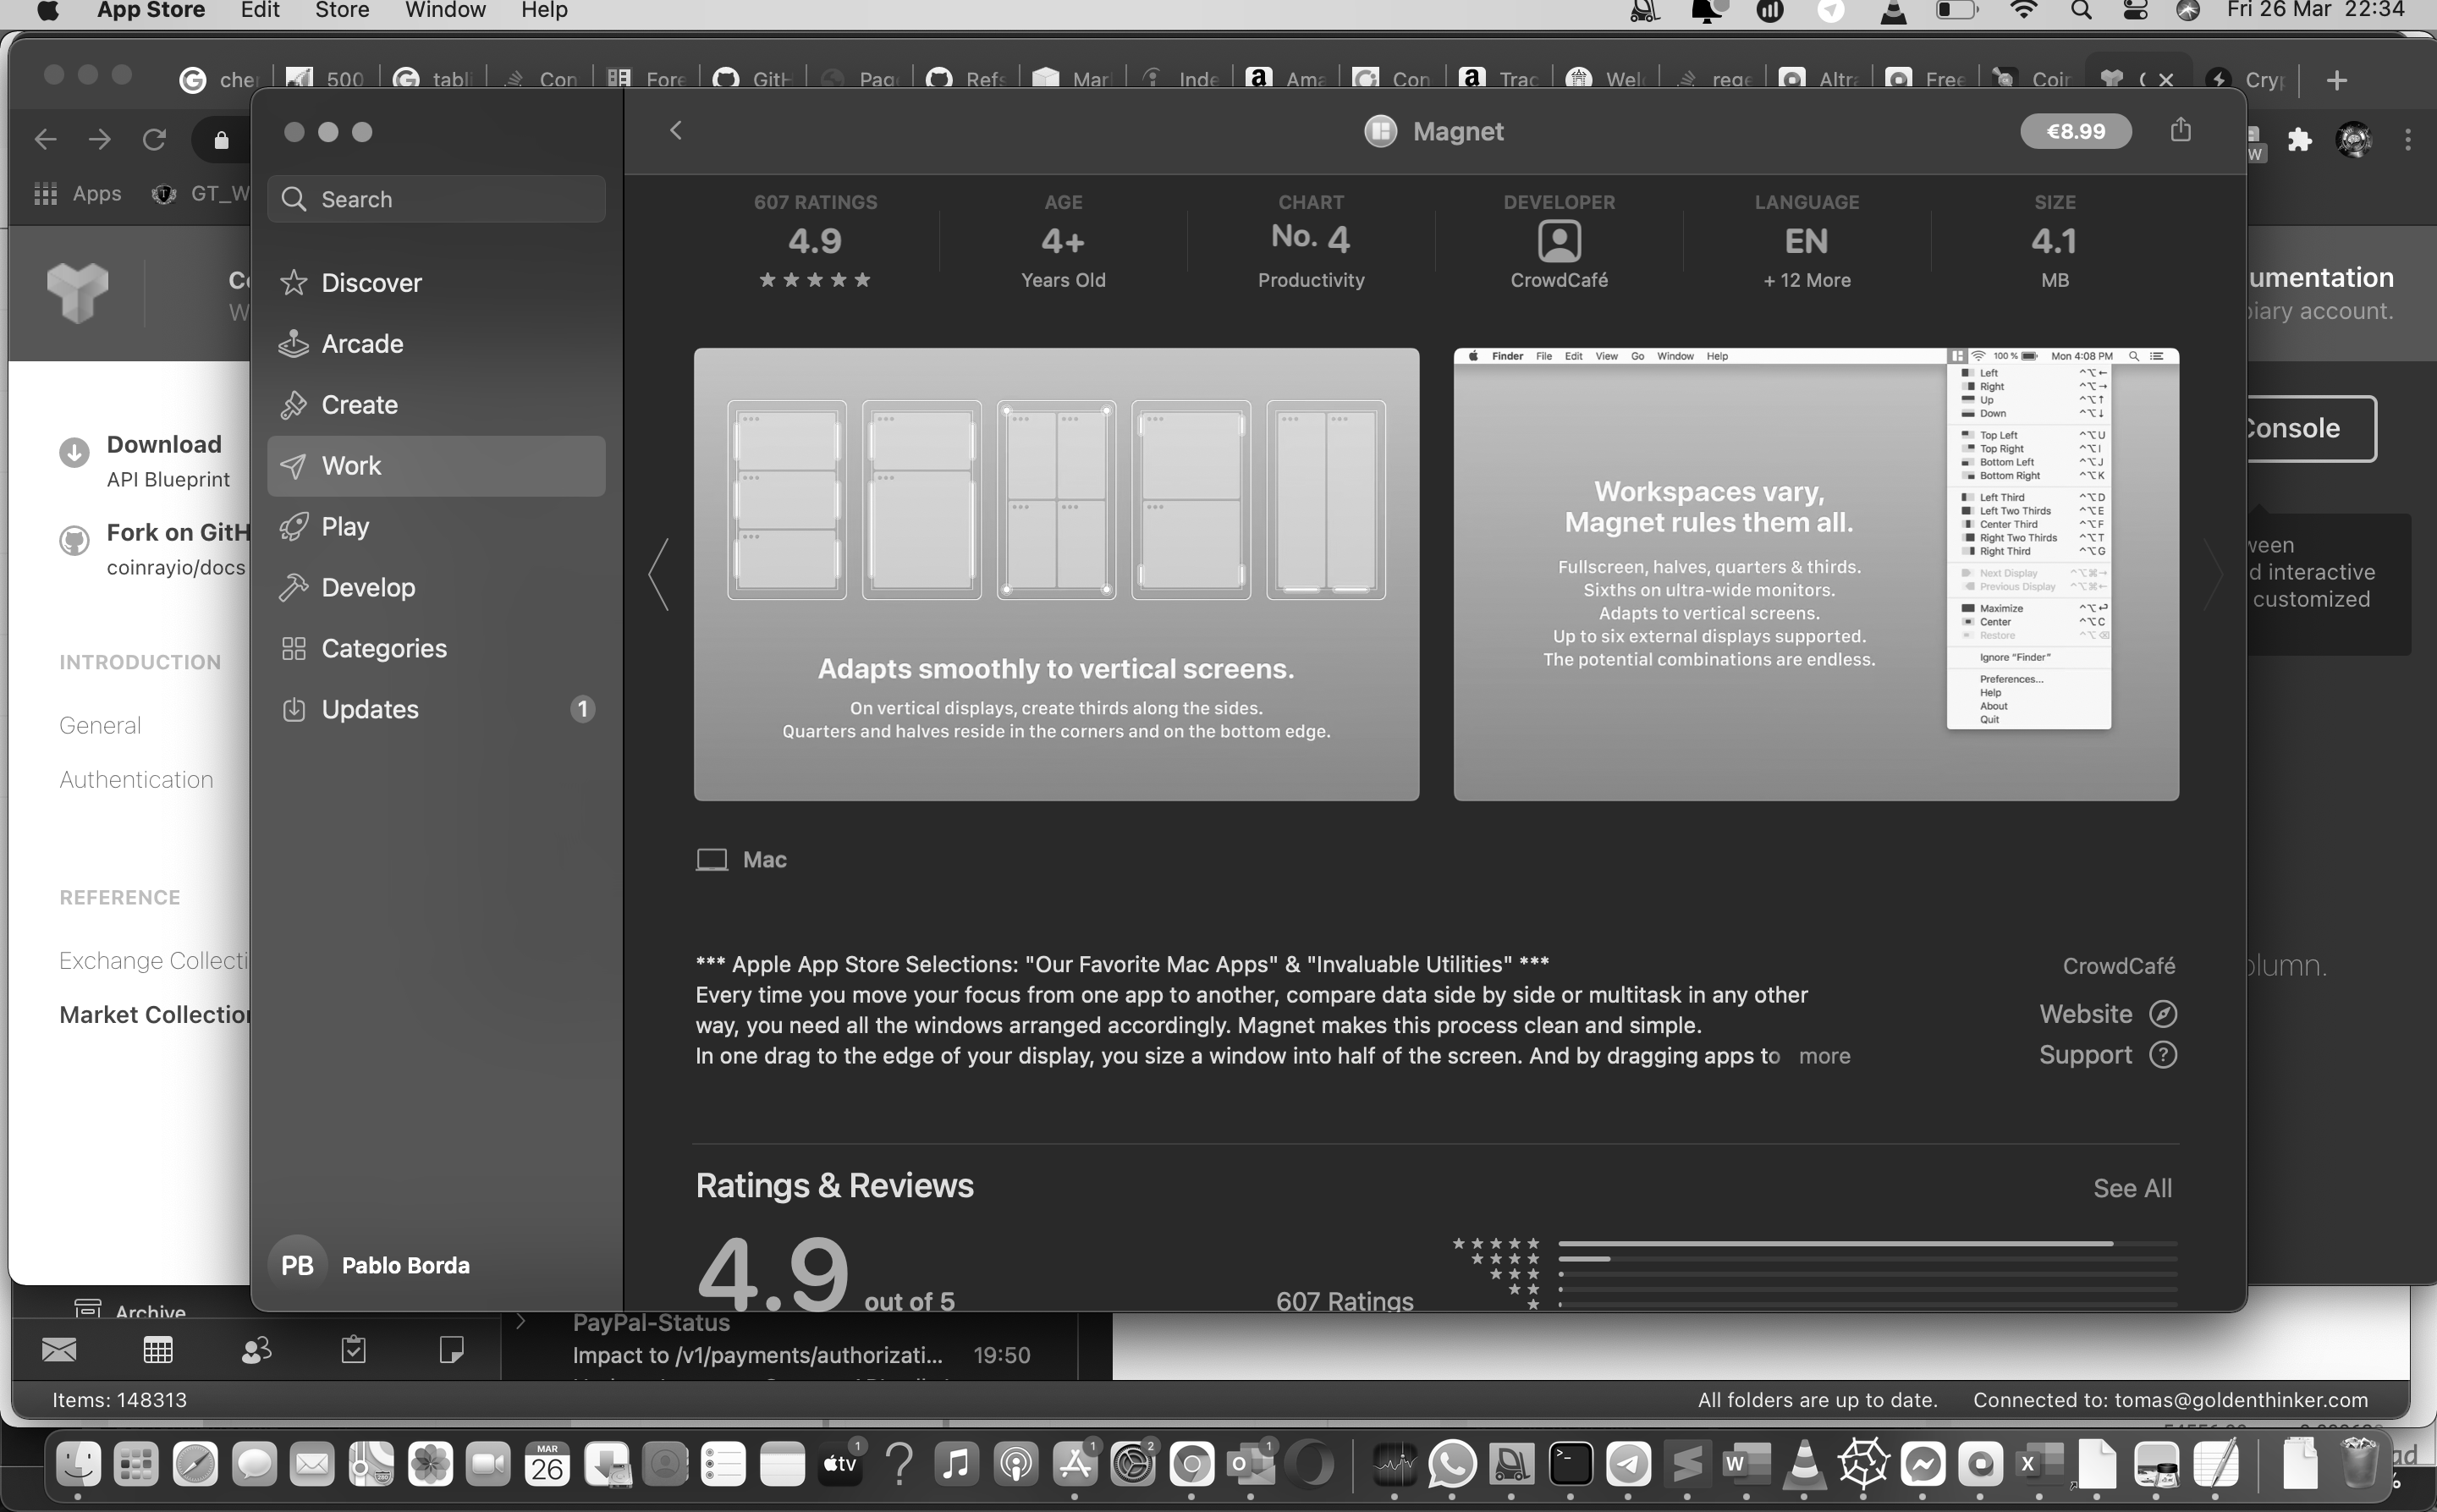 App Store Edit Store Window Help Fri 26 Mar 22:34
500 tabli Con Fore GitH Pag Refs Mar Inde Ama Con Trac Wel rege Altra Free Coin Cryp
Apps GT_W
Magnet
€8.99
Search
Discover
Arcade
Create
Work
Play
Develop
Categories
Updates 1
PB Pablo Borda
607 RATINGS
4.9
AGE
4+
Years Old
CHART
No. 4
Productivity
DEVELOPER
CrowdCafé
LANGUAGE
EN
+ 12 More
SIZE
4.1
MB
Adapts smoothly to vertical screens.
On vertical displays, create thirds along the sides.
Quarters and halves reside in the corners and on the bottom edge.
Finder File Edit View Go Window Help 100 % Mon 4:08 PM
Workspaces vary,
Magnet rules them all.
Fullscreen, halves, quarters & thirds.
Sixths on ultra-wide monitors.
Adapts to vertical screens.
Up to six external displays supported.
The potential combinations are endless.
Left ^⌥←
Right ^⌥→
Up ^⌥↑
Down ^⌥↓
Top Left ^⌥U
Top Right ^⌥I
Bottom Left ^⌥J
Bottom Right ^⌥K
Left Third ^⌥D
Left Two Thirds ^⌥E
Center Third ^⌥F
Right Two Thirds ^⌥T
Right Third ^⌥G
Next Display ^⌥⌘→
Previous Display ^⌥⌘←
Maximize ^⌥↩
Center ^⌥C
Restore ^⌥⌫
Ignore "Finder"
Preferences...
Help
About
Quit
Mac
*** Apple App Store Selections: "Our Favorite Mac Apps" & "Invaluable Utilities" ***
Every time you move your focus from one app to another, compare data side by side or multitask in any other
way, you need all the windows arranged accordingly. Magnet makes this process clean and simple.
In one drag to the edge of your display, you size a window into half of the screen. And by dragging apps to more
CrowdCafé
Website
Support
Ratings & Reviews
See All
4.9 out of 5
607 Ratings
Download
API Blueprint
Fork on GitH
coinrayio/docs
INTRODUCTION
General
Authentication
REFERENCE
Exchange Collecti
Market Collection
umentation
piary account.
Console
ween
d interactive
customized
olumn.
Archive
PayPal-Status
Impact to /v1/payments/authorizati... 19:50
Items: 148313
All folders are up to date. Connected to: tomas@goldenthinker.com
MAR
26
tv
1
1
2
1